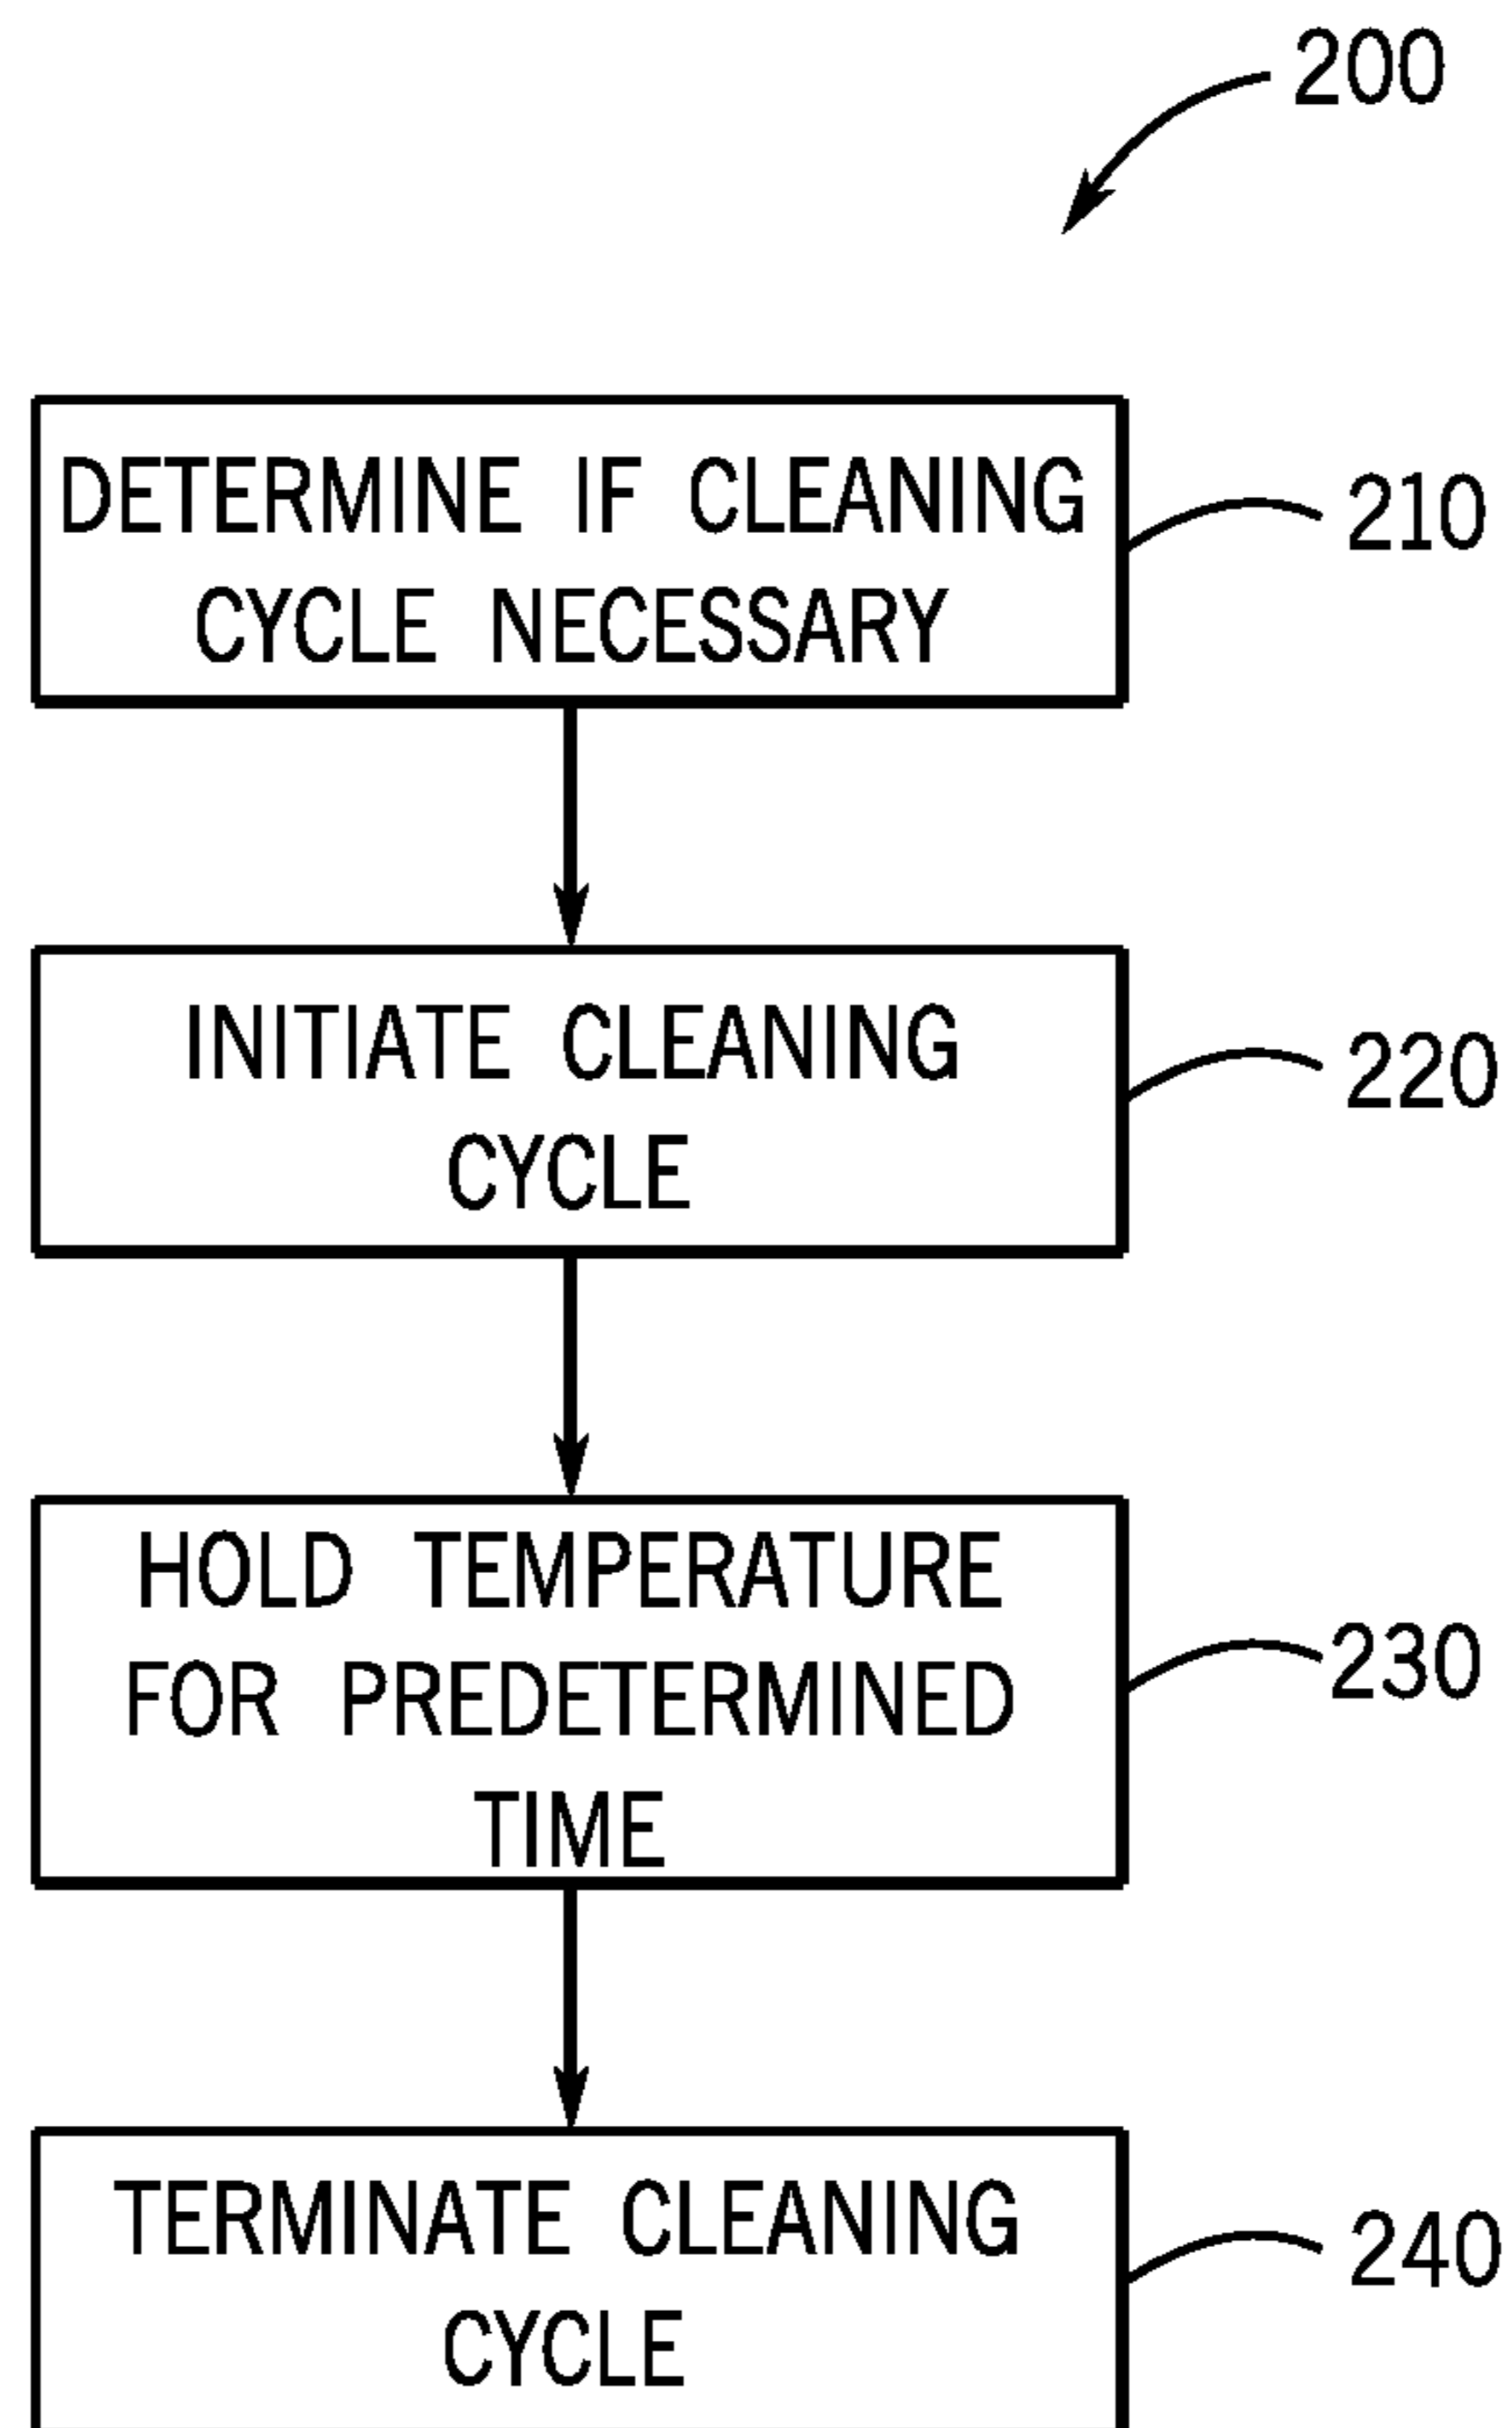 200
DETERMINE IF CLEANING
CYCLE NECESSARY
210
INITIATE CLEANING
CYCLE
220
HOLD TEMPERATURE
FOR PREDETERMINED
TIME
230
TERMINATE CLEANING
CYCLE
240